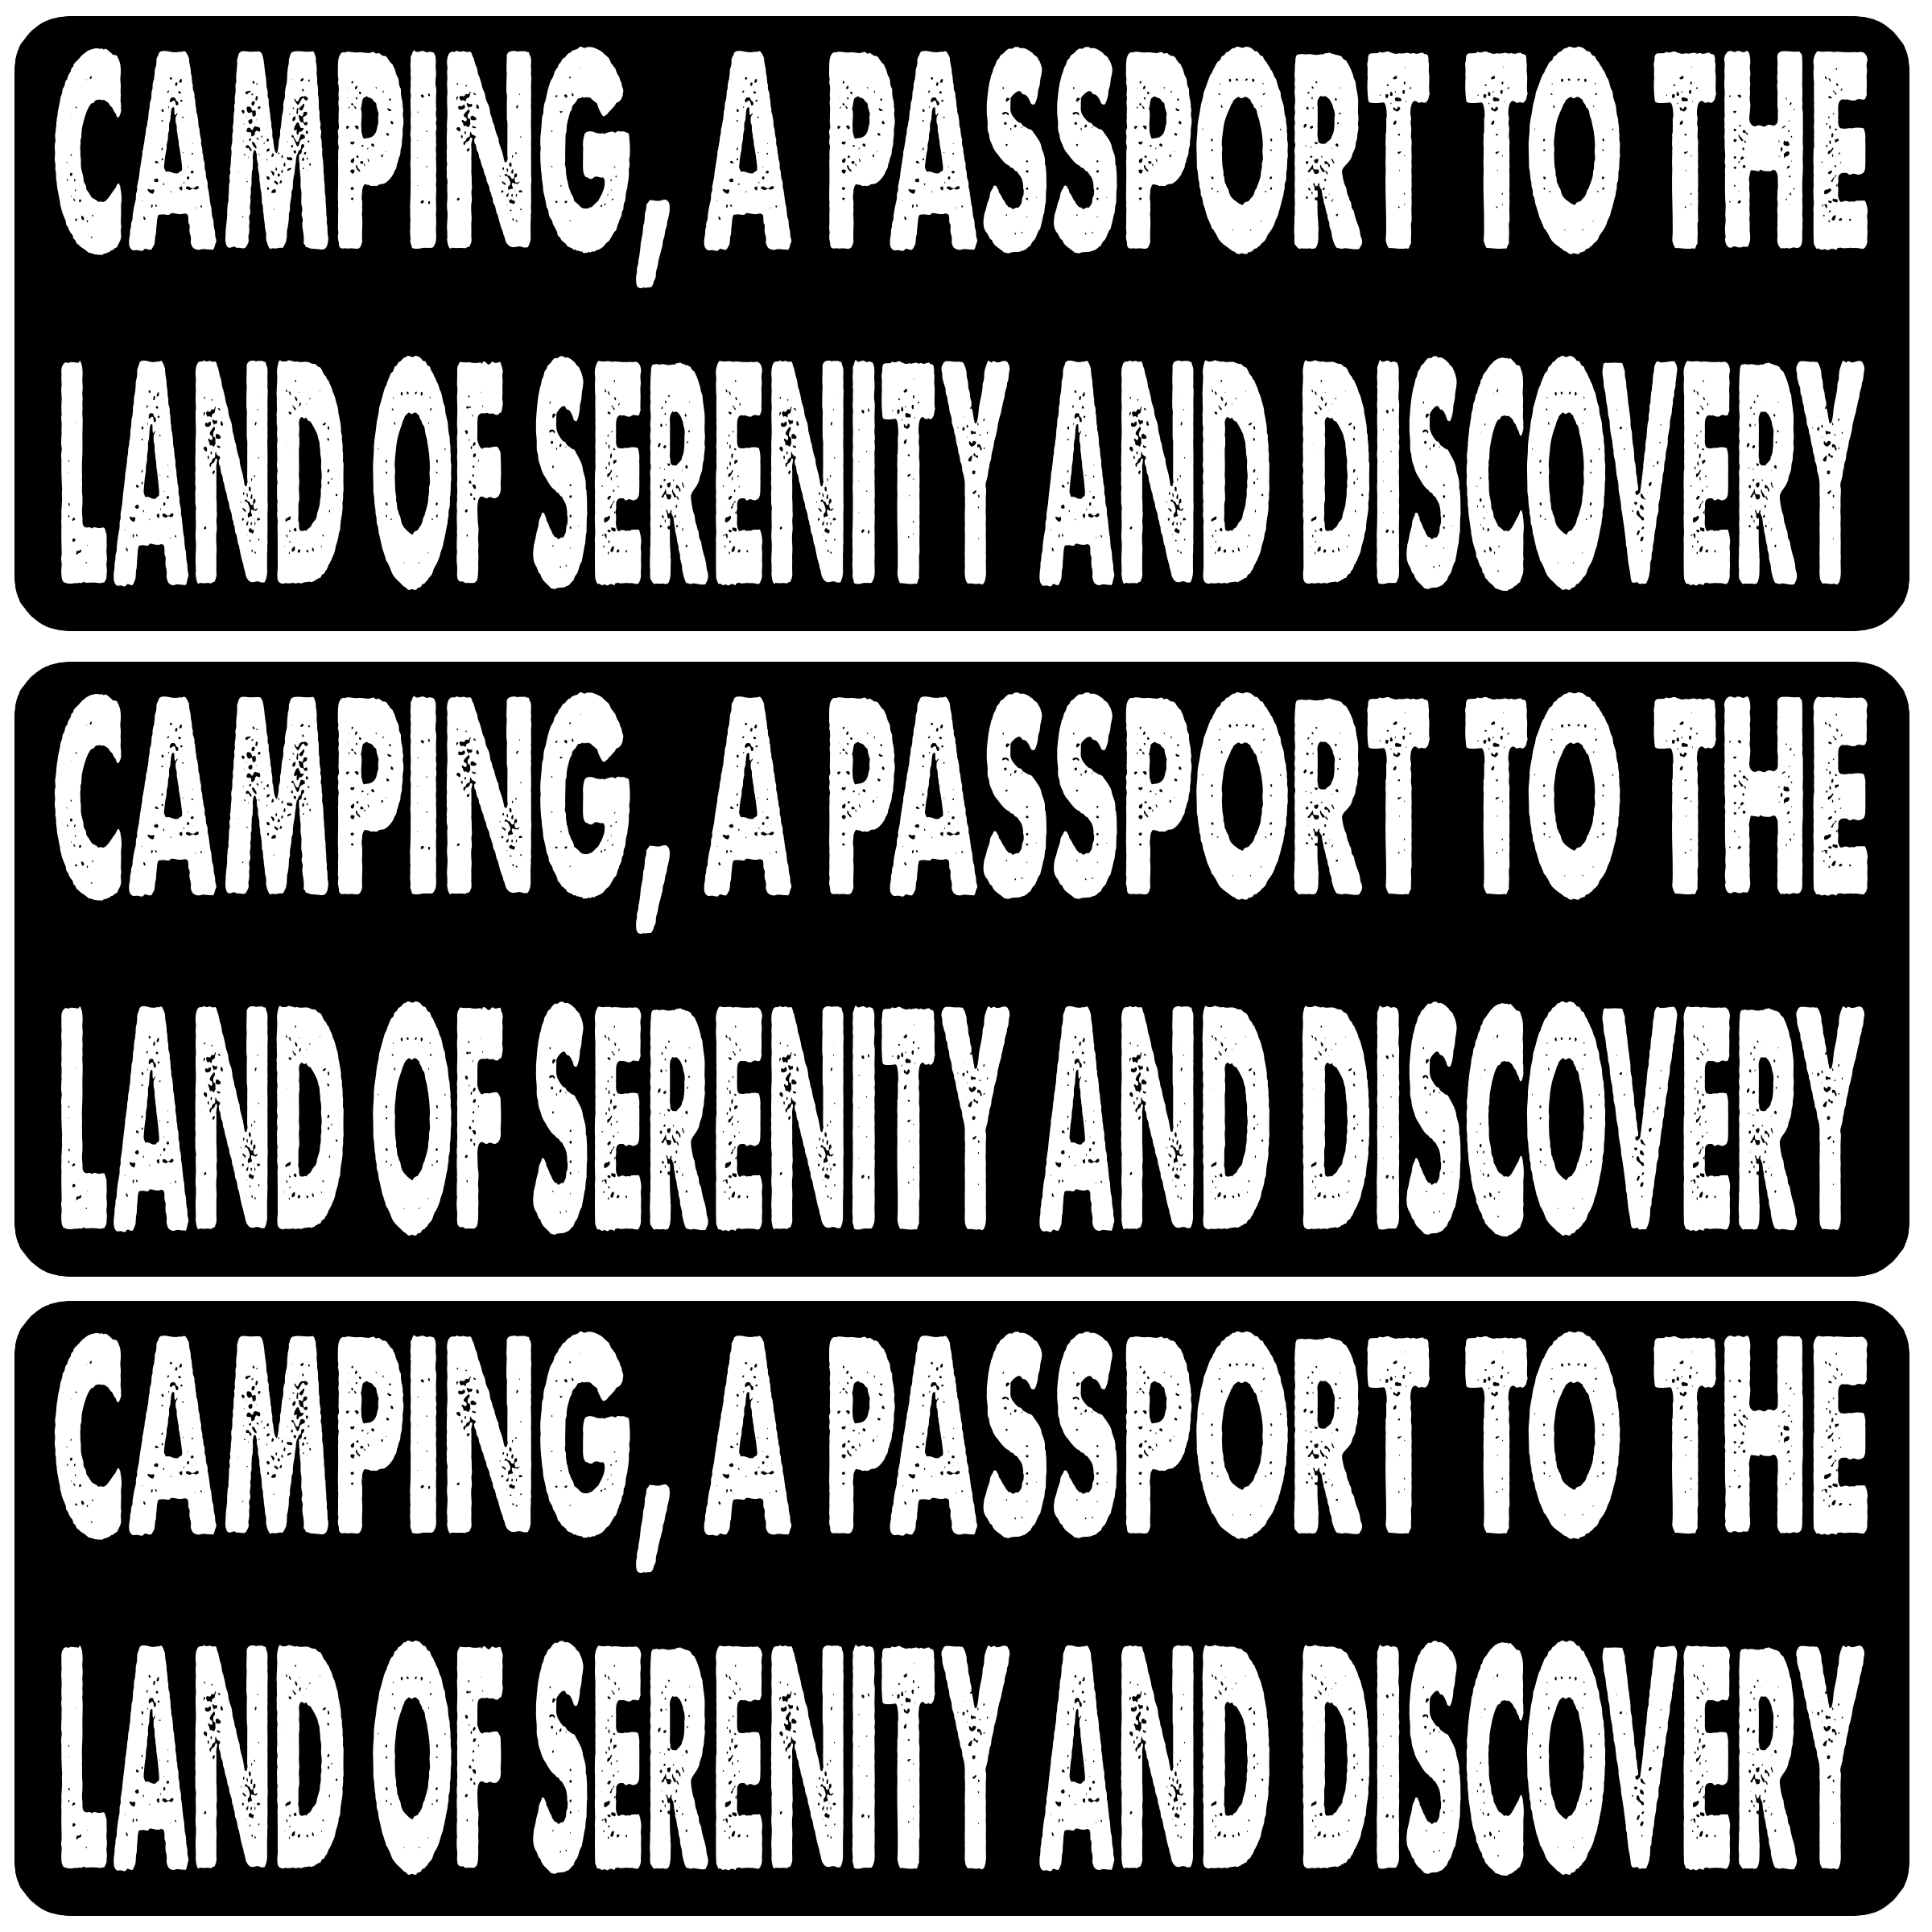 CAMPING, A PASSPORT TO THE
LAND OF SERENITY AND DISCOVERY
CAMPING, A PASSPORT TO THE
LAND OF SERENITY AND DISCOVERY
CAMPING, A PASSPORT TO THE
LAND OF SERENITY AND DISCOVERY